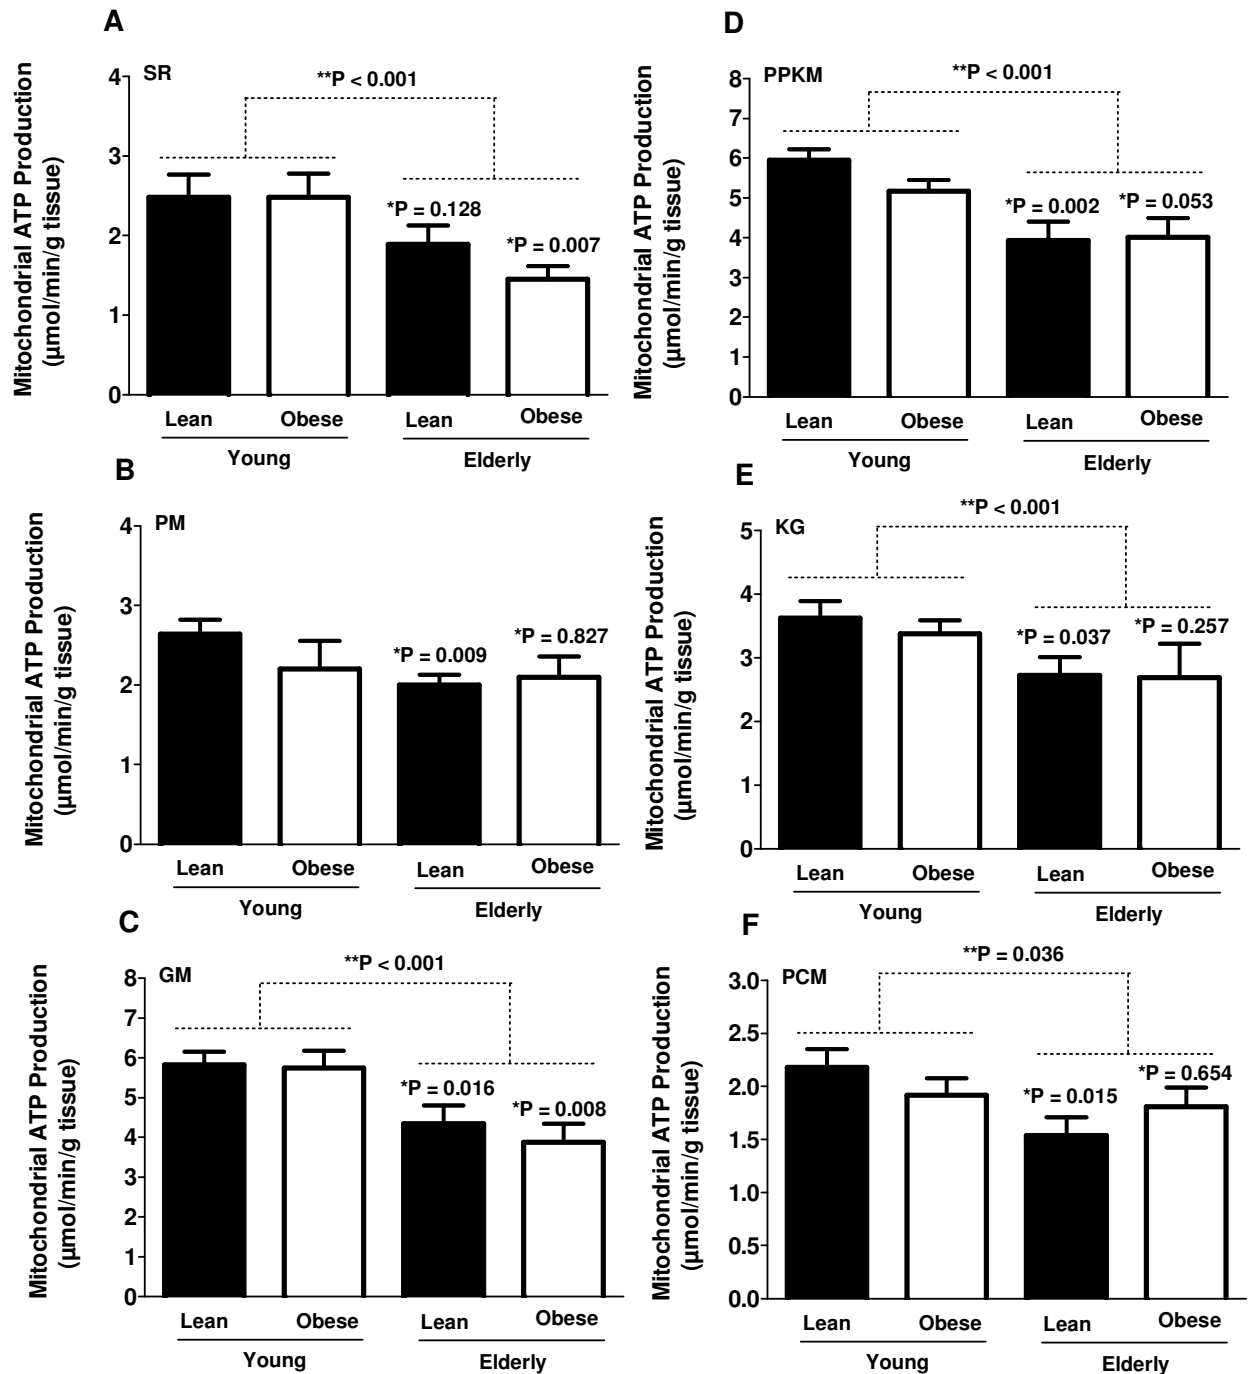 A
SR
**P < 0.001
Mitochondrial ATP Production
(µmol/min/g tissue)
4
3
2
1
0
*P = 0.128
*P = 0.007
Lean
Obese
Lean
Obese
Young
Elderly
B
PM
Mitochondrial ATP Production
(µmol/min/g tissue)
4
3
2
1
0
*P = 0.009
*P = 0.827
Lean
Obese
Lean
Obese
Young
Elderly
C
GM
**P < 0.001
Mitochondrial ATP Production
(µmol/min/g tissue)
8
7
6
5
4
3
2
1
0
*P = 0.016
*P = 0.008
Lean
Obese
Lean
Obese
Young
Elderly
D
PPKM
**P < 0.001
Mitochondrial ATP Production
(µmol/min/g tissue)
8
7
6
5
4
3
2
1
0
*P = 0.002
*P = 0.053
Lean
Obese
Lean
Obese
Young
Elderly
E
KG
**P < 0.001
Mitochondrial ATP Production
(µmol/min/g tissue)
5
4
3
2
1
0
*P = 0.037
*P = 0.257
Lean
Obese
Lean
Obese
Young
Elderly
F
PCM
**P = 0.036
Mitochondrial ATP Production
(µmol/min/g tissue)
3.0
2.5
2.0
1.5
1.0
0.5
0.0
*P = 0.015
*P = 0.654
Lean
Obese
Lean
Obese
Young
Elderly